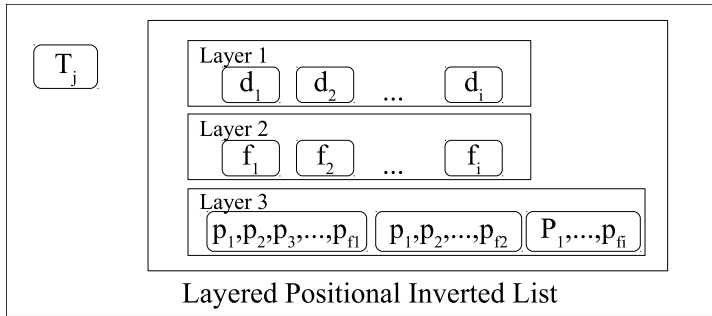 T_j
Layer 1
d_1 d_2 ... d_i
Layer 2
f_1 f_2 ... f_i
Layer 3
p_1,p_2,p_3,...,p_f1 p_1,p_2,...,p_f2 P_1,...,p_fi
Layered Positional Inverted List